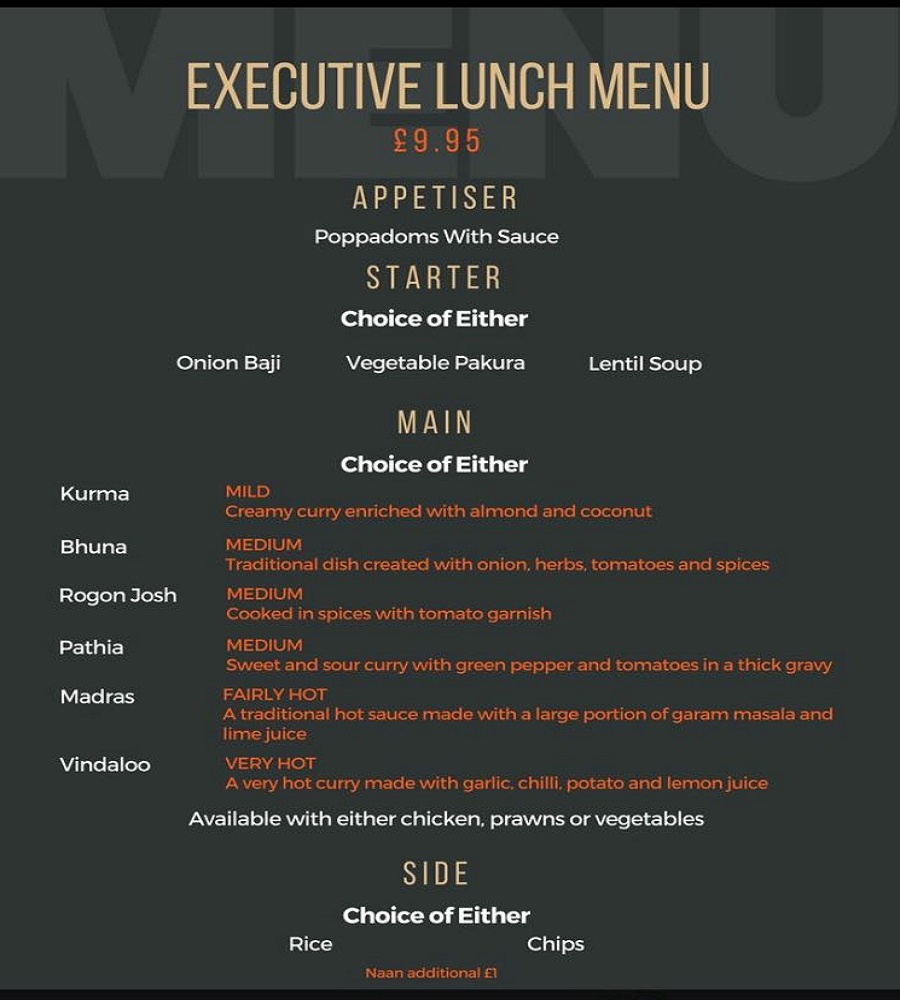 MENU
EXECUTIVE LUNCH MENU
£9.95
APPETISER
Poppadoms With Sauce
STARTER
Choice of Either
Onion Baji Vegetable Pakura Lentil Soup
MAIN
Choice of Either
Kurma MILD
Creamy curry enriched with almond and coconut
Bhuna MEDIUM
Traditional dish created with onion, herbs, tomatoes and spices
Rogon Josh MEDIUM
Cooked in spices with tomato garnish
Pathia MEDIUM
Sweet and sour curry with green pepper and tomatoes in a thick gravy
Madras FAIRLY HOT
A traditional hot sauce made with a large portion of garam masala and
lime juice
Vindaloo VERY HOT
A very hot curry made with garlic, chilli, potato and lemon juice
Available with either chicken, prawns or vegetables
SIDE
Choice of Either
Rice Chips
Naan additional £1